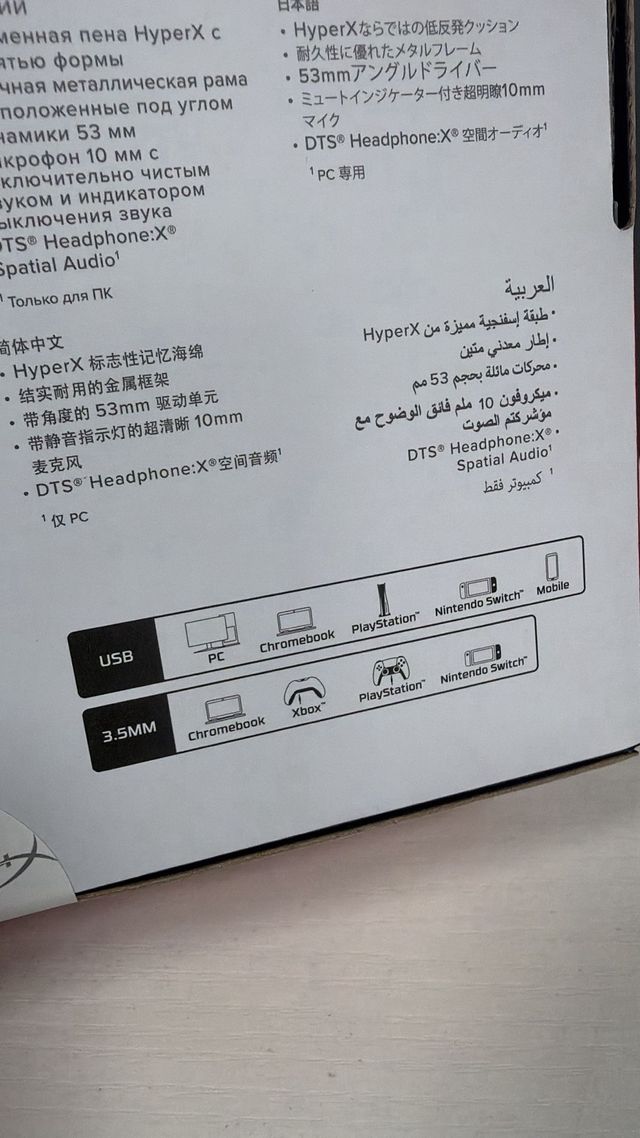 менная пена HyperX с
ятью формы
чная металлическая рама
положенные под углом
намики 53 мм
крофон 10 мм с
ключительно чистым
вуком и индикатором
выключения звука
DTS® Headphone:X®
Spatial Audio¹
¹ Только для ПК
日本語
• HyperXならではの低反発クッション
• 耐久性に優れたメタルフレーム
• 53mmアングルドライバー
• ミュートインジケーター付き超明瞭10mm
マイク
• DTS® Headphone:X® 空間オーディオ¹
¹ PC 専用
简体中文
• HyperX 标志性记忆海绵
• 结实耐用的金属框架
• 带角度的 53mm 驱动单元
• 带静音指示灯的超清晰 10mm
麦克风
• DTS® Headphone:X® 空间音频¹
¹ 仅 PC
العربية
• طبقة إسفنجية مميزة من HyperX
• إطار معدني متين
• محركات مائلة بحجم 53 مم
• ميكروفون 10 ملم فائق الوضوح مع
مؤشركتم الصوت
• DTS® Headphone:X®
Spatial Audio¹
¹ كمبيوتر فقط
USB PC Chromebook PlayStation™ Nintendo Switch™ Mobile
3.5MM Chromebook Xbox™ PlayStation™ Nintendo Switch™